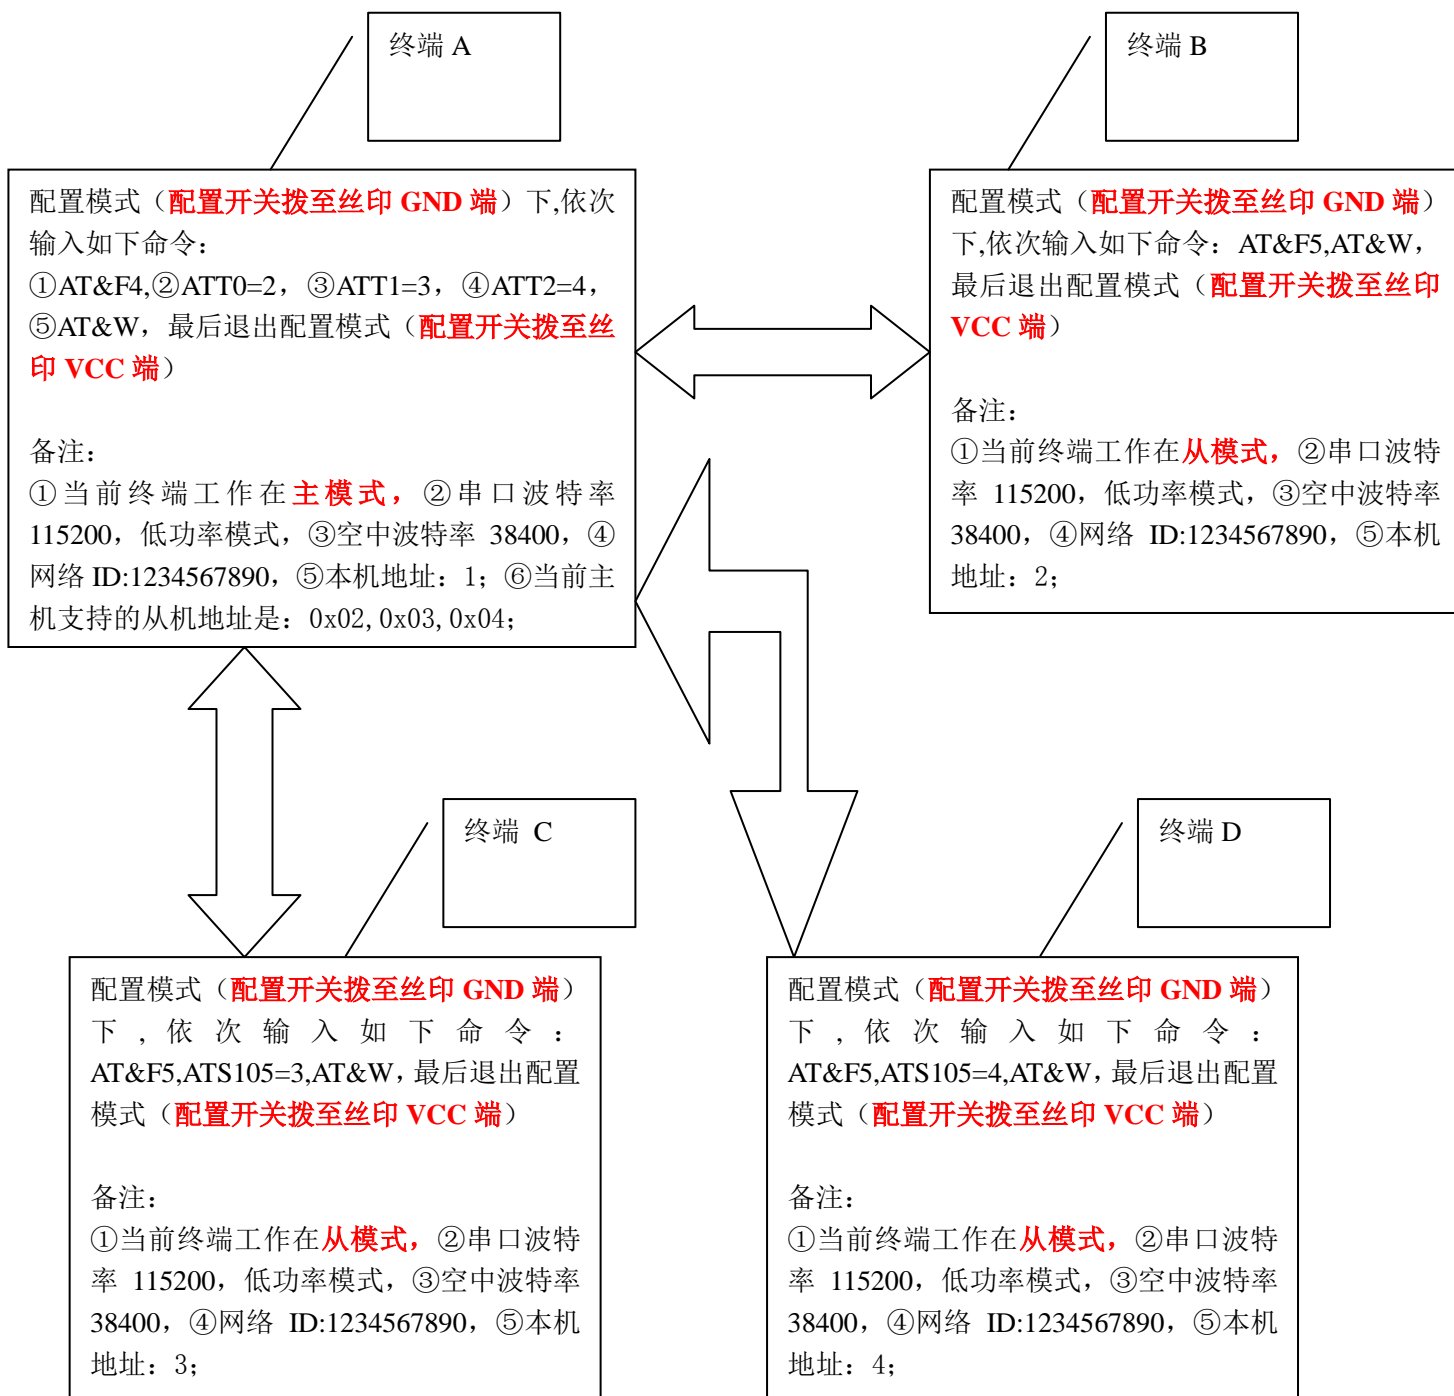 终端 A
配置模式（配置开关拨至丝印 GND 端）下,依次
输入如下命令：
①AT&F4,②ATT0=2，③ATT1=3，④ATT2=4，
⑤AT&W，最后退出配置模式（配置开关拨至丝
印 VCC 端）
备注：
①当前终端工作在主模式，②串口波特率
115200，低功率模式，③空中波特率 38400，④
网络 ID:1234567890，⑤本机地址：1；⑥当前主
机支持的从机地址是：0x02,0x03,0x04；
终端 B
配置模式（配置开关拨至丝印 GND 端）
下,依次输入如下命令：AT&F5,AT&W，
最后退出配置模式（配置开关拨至丝印
VCC 端）
备注：
①当前终端工作在从模式，②串口波特
率 115200，低功率模式，③空中波特率
38400，④网络 ID:1234567890，⑤本机
地址：2；
终端 C
配置模式（配置开关拨至丝印 GND 端）
下,依次输入如下命令：
AT&F5,ATS105=3,AT&W，最后退出配置
模式（配置开关拨至丝印 VCC 端）
备注：
①当前终端工作在从模式，②串口波特
率 115200，低功率模式，③空中波特率
38400，④网络 ID:1234567890，⑤本机
地址：3；
终端 D
配置模式（配置开关拨至丝印 GND 端）
下,依次输入如下命令：
AT&F5,ATS105=4,AT&W，最后退出配置
模式（配置开关拨至丝印 VCC 端）
备注：
①当前终端工作在从模式，②串口波特
率 115200，低功率模式，③空中波特率
38400，④网络 ID:1234567890，⑤本机
地址：4；